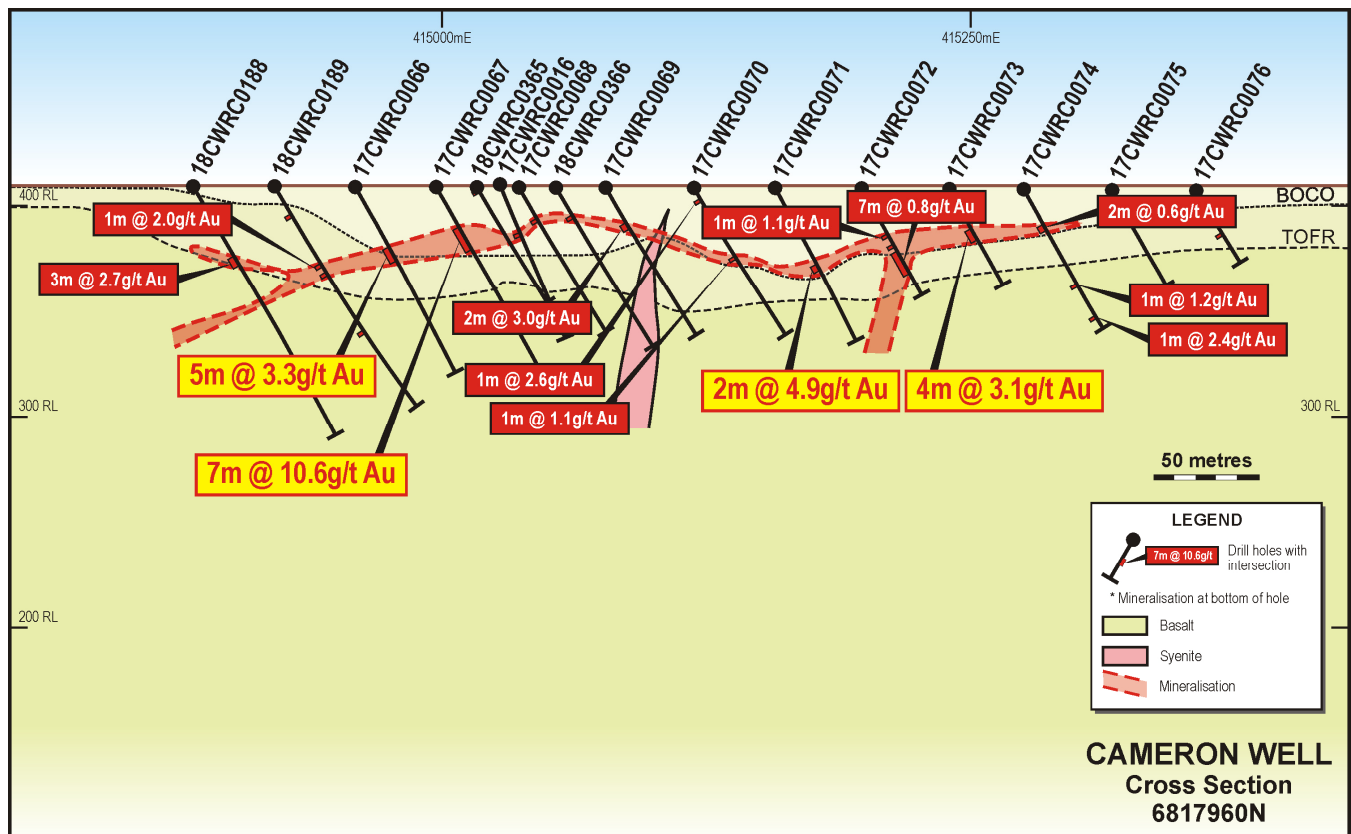 415000mE
415250mE
18CWRC0188
18CWRC0189
17CWRC0066
17CWRC0067
18CWRC0365
17CWRC0016
17CWRC0068
18CWRC0366
17CWRC0069
17CWRC0070
17CWRC0071
17CWRC0072
17CWRC0073
17CWRC0074
17CWRC0075
17CWRC0076
400 RL
BOCO
TOFR
1m @ 2.0g/t Au
3m @ 2.7g/t Au
1m @ 1.1g/t Au
7m @ 0.8g/t Au
2m @ 0.6g/t Au
2m @ 3.0g/t Au
1m @ 1.2g/t Au
1m @ 2.4g/t Au
5m @ 3.3g/t Au
1m @ 2.6g/t Au
2m @ 4.9g/t Au
4m @ 3.1g/t Au
1m @ 1.1g/t Au
300 RL
300 RL
7m @ 10.6g/t Au
50 metres
LEGEND
7m @ 10.6g/t
Drill holes with
intersection
* Mineralisation at bottom of hole
Basalt
Syenite
Mineralisation
200 RL
CAMERON WELL
Cross Section
6817960N